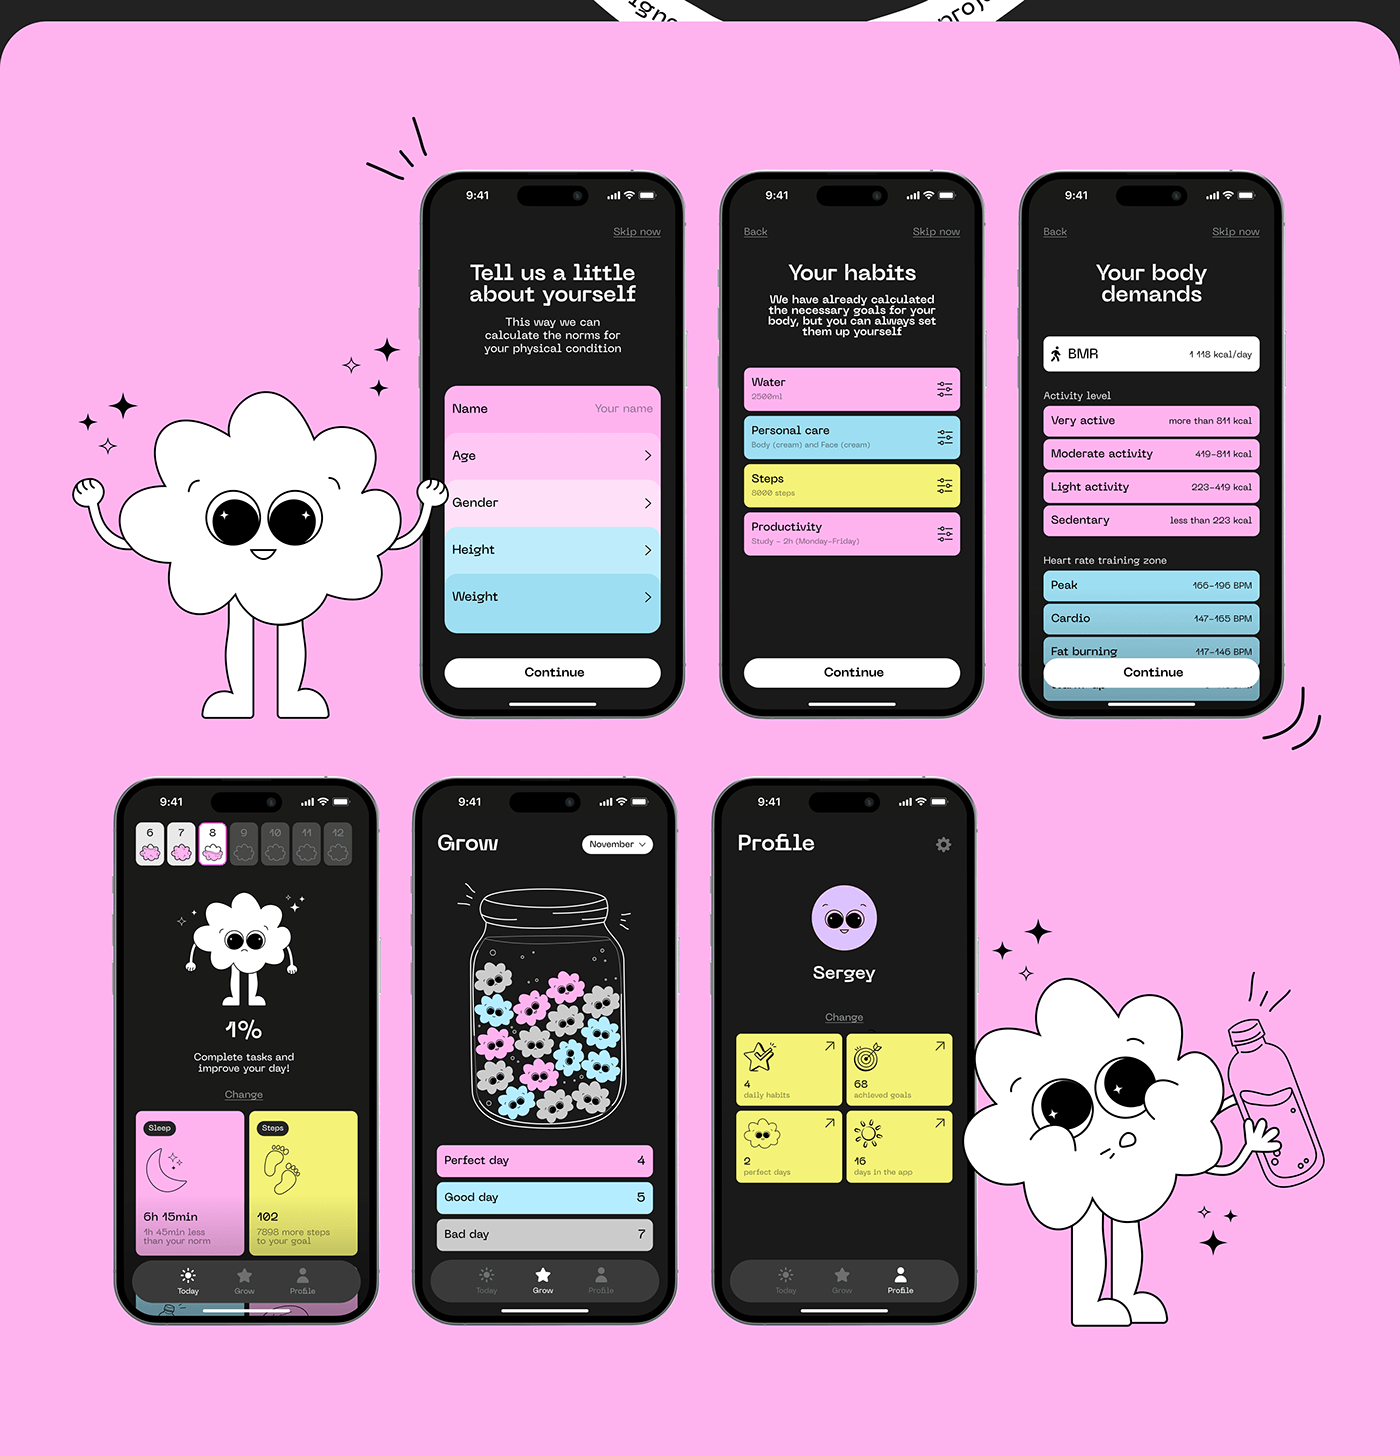 9:41
Skip now
Tell us a little
about yourself
This way we can
calculate the norms for
your physical condition
Name Your name
Age
Gender
Height
Weight
Continue
9:41
Back Skip now
Your habits
We have already calculated
the necessary goals for your
body, but you can always set
them up yourself
Water
2500ml
Personal care
Body (cream) and Face (cream)
Steps
8000 steps
Productivity
Study - 2h (Monday-Friday)
Continue
9:41
Back Skip now
Your body
demands
BMR 1 118 kcal/day
Activity level
Very active more than 811 kcal
Moderate activity 419-811 kcal
Light activity 223-419 kcal
Sedentary less than 223 kcal
Heart rate training zone
Peak 166-196 BPM
Cardio 147-165 BPM
Fat burning 117-146 BPM
Continue
9:41
6 7 8 9 10 11 12
1%
Complete tasks and
improve your day!
Change
Sleep
6h 15min
1h 45min less
than your norm
Steps
102
7898 more steps
to your goal
Today Grow Profile
9:41
Grow
November
Perfect day 4
Good day 5
Bad day 7
Today Grow Profile
9:41
Profile
Sergey
Change
4
daily habits
68
achieved goals
2
perfect days
16
days in the app
Today Grow Profile